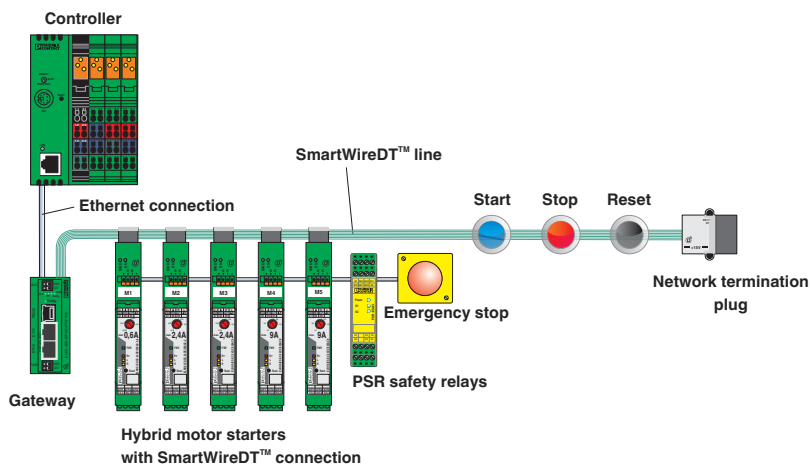 Controller
SmartWireDT™ line
Start
Stop
Reset
Ethernet connection
M1
M2
M3
M4
M5
Emergency stop
Network termination
plug
0,6A
2,4A
2,4A
9A
9A
PSR safety relays
Gateway
Hybrid motor starters
with SmartWireDT™ connection